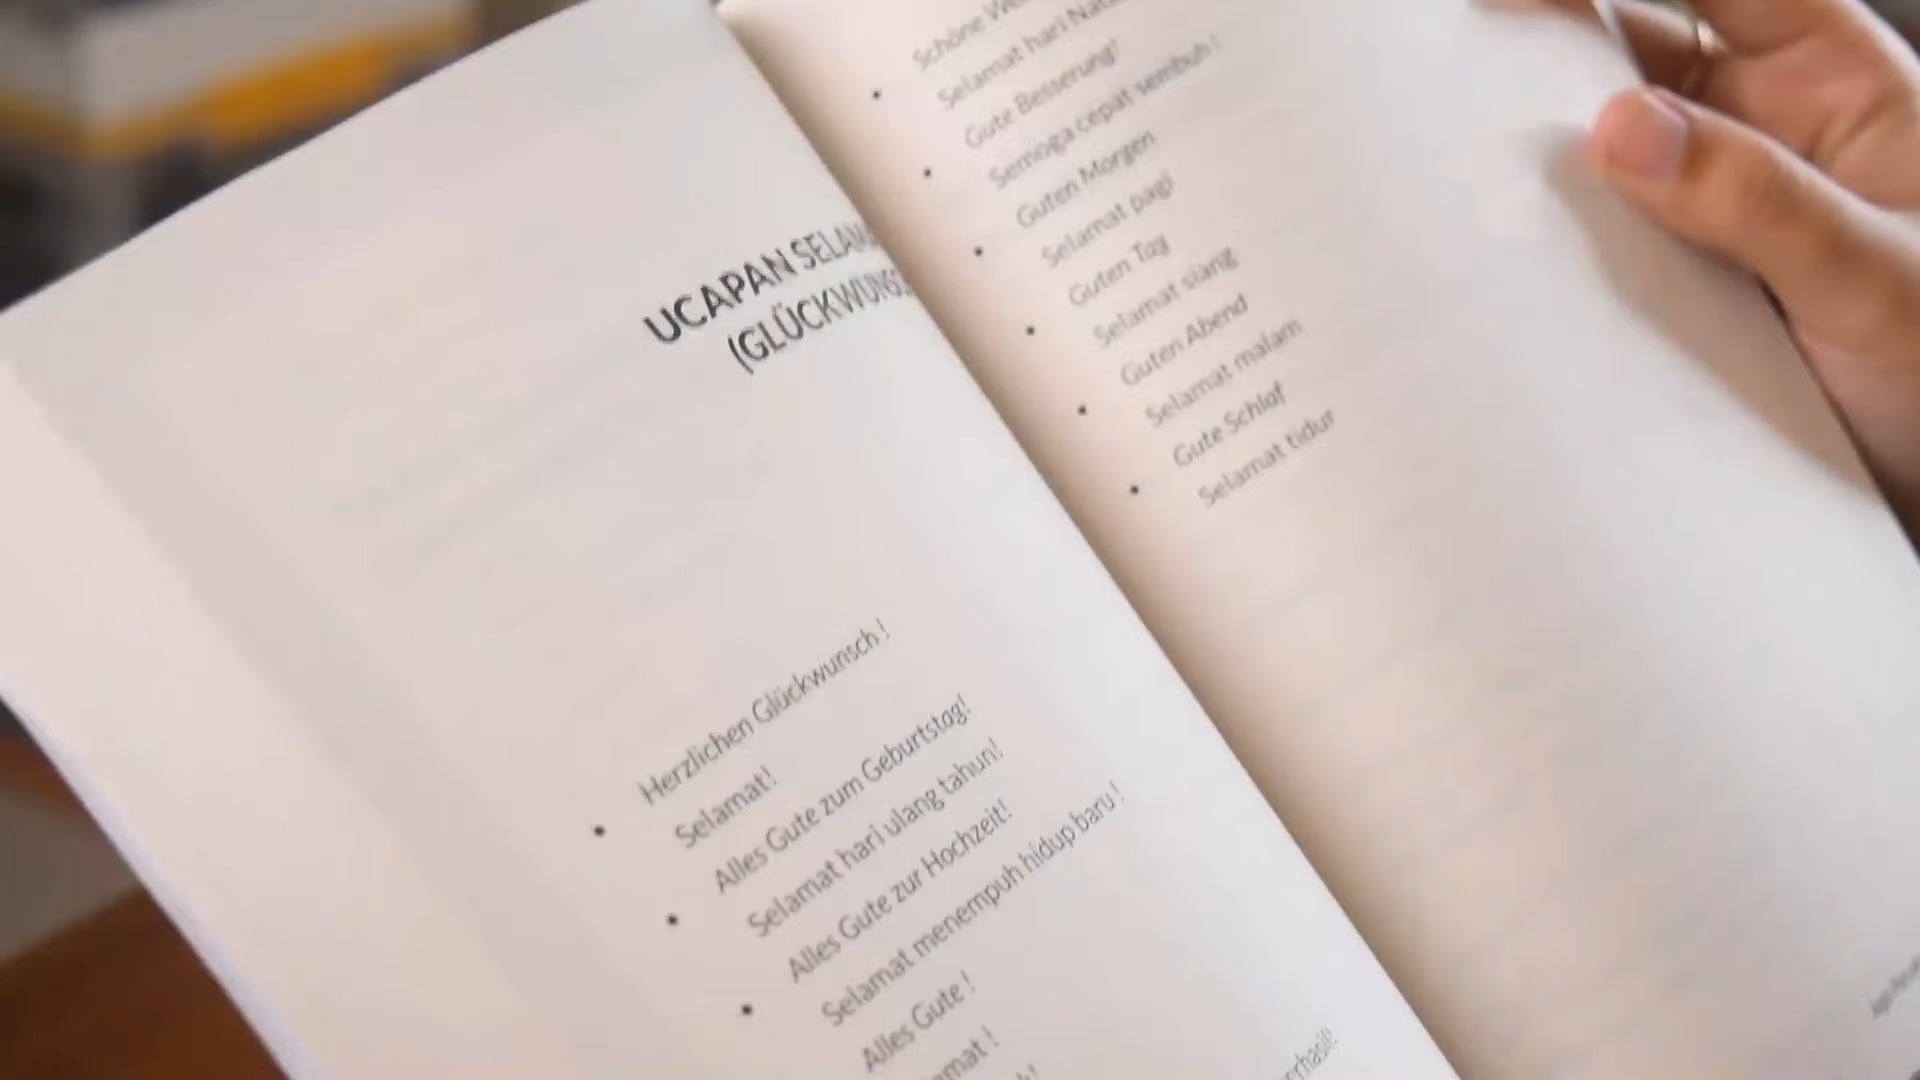 UCAPAN
(GLÜCKWUNS
Herzlichen Glückwunsch !
Selamat!
Alles Gute zum Geburtstag!
Selamat hari ulang tahun!
Alles Gute zur Hochzeit!
Selamat menempuh hidup baru !
Alles Gute !
Schöne
Selamat hari
Gute Besserung!
Semoga cepat sembuh !
Guten Morgen
Selamat pagi
Guten Tag
Selamat siang
Guten Abend
Selamat malam
Gute Schlaf
Selamat tidur